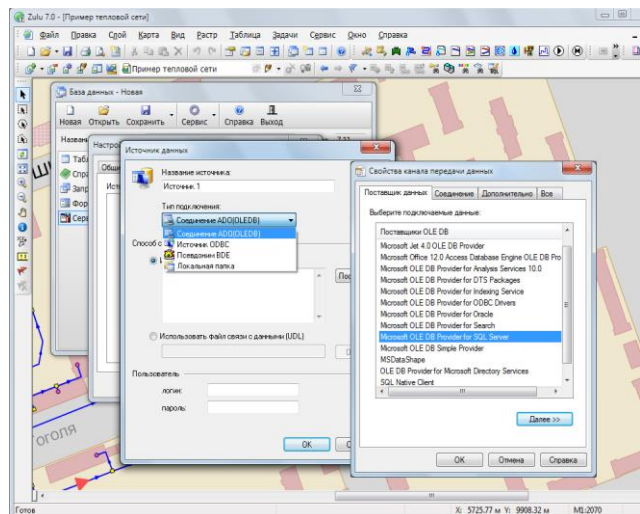 Zulu 7.0 - [Пример тепловой сети]
Файл Правка Слой Карта Вид Растр Таблица Задачи Сервис Окно Справка
Пример тепловой сети
База данных - Новая
Новая Открыть Сохранить Сервис Справка Выход
Источник данных
Название источника:
Источник 1
Тип подключения:
Соединение ADO(OLEDB)
Соединение ADO(OLEDB)
Источник ODBC
Псевдоним BDE
Локальная папка
Использовать файл связи с данными (UDL)
Пользователь
логин:
пароль:
OK
Свойства канала передачи данных
Поставщик данных Соединение Дополнительно Все
Выберите подключаемые данные:
Поставщики OLE DB
Microsoft Jet 4.0 OLE DB Provider
Microsoft Office 12.0 Access Database Engine OLE DB Pro
Microsoft OLE DB Provider for Analysis Services 10.0
Microsoft OLE DB Provider for DTS Packages
Microsoft OLE DB Provider for Indexing Service
Microsoft OLE DB Provider for ODBC Drivers
Microsoft OLE DB Provider for Oracle
Microsoft OLE DB Provider for Search
Microsoft OLE DB Provider for SQL Server
Microsoft OLE DB Simple Provider
MSDataShape
OLE DB Provider for Microsoft Directory Services
SQL Native Client
Далее >>
OK Отмена Справка
Гоголя
Готов
X: 5725.77 м Y: 9908.32 м М1:2070